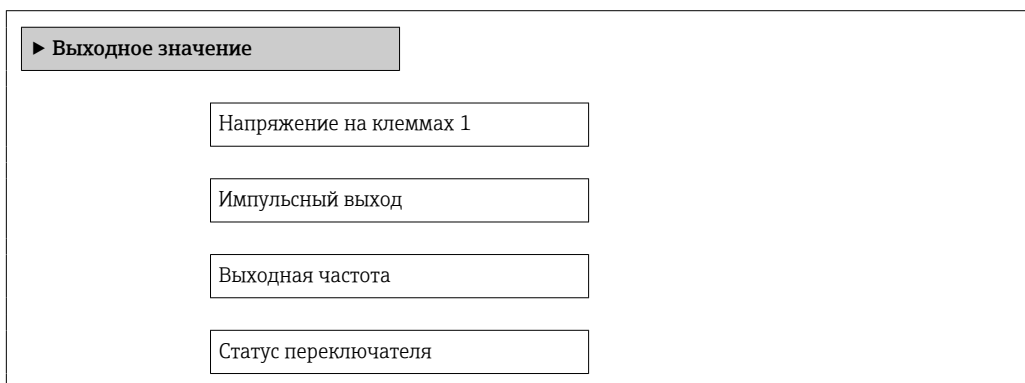 ▶ Выходное значение
Напряжение на клеммах 1
Импульсный выход
Выходная частота
Статус переключателя